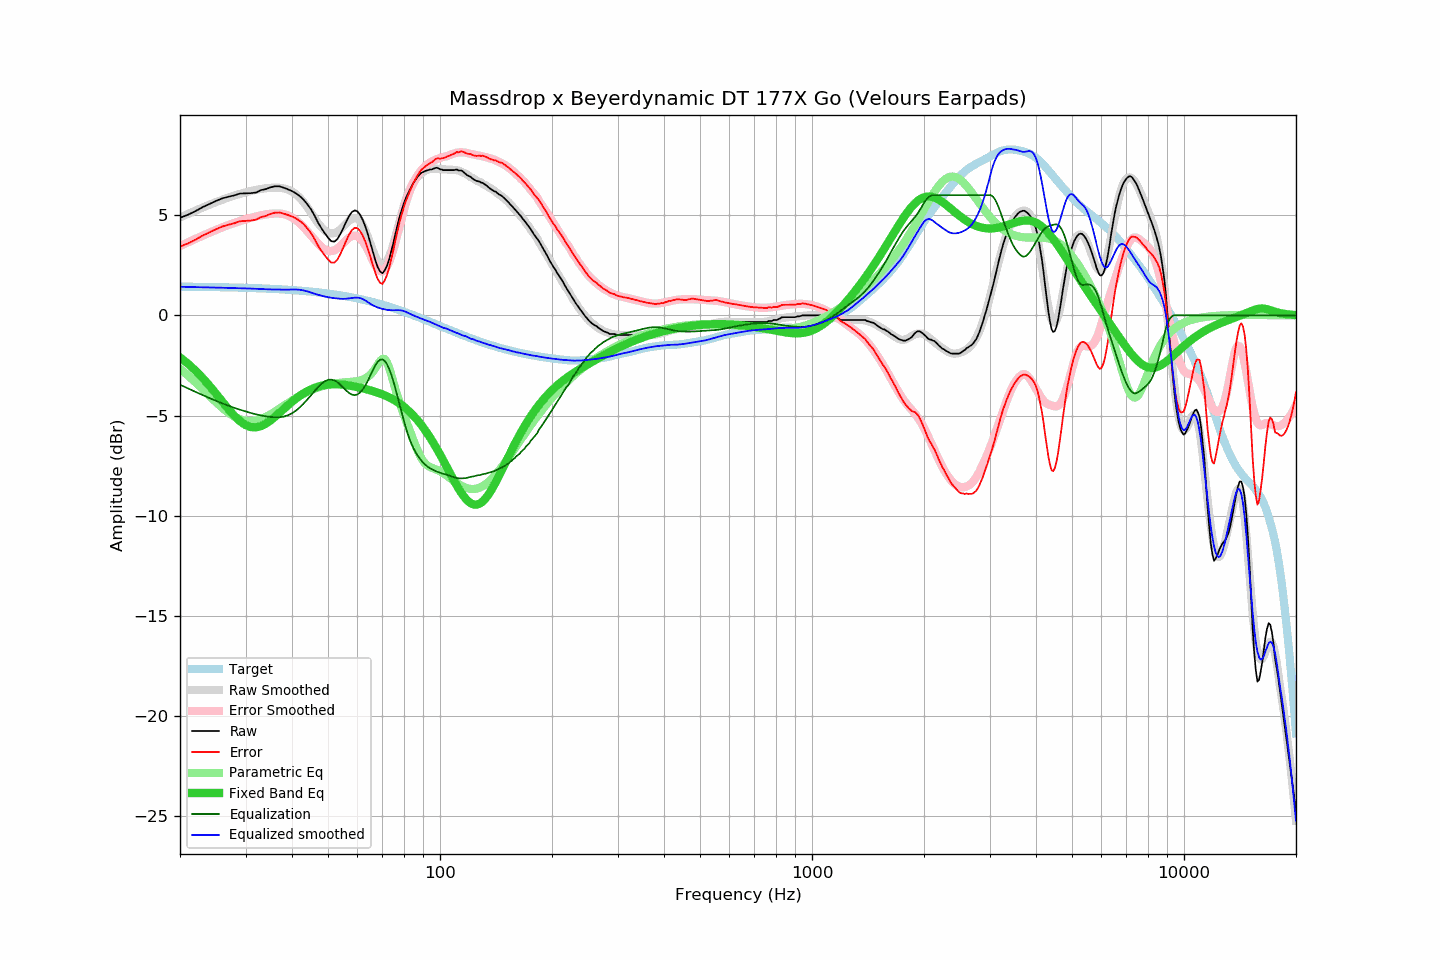 Massdrop x Beyerdynamic DT 177X Go (Velours Earpads)
Amplitude (dBr)
5
0
−5
−10
−15
−20
−25
Target
Raw Smoothed
Error Smoothed
Raw
Error
Parametric Eq
Fixed Band Eq
Equalization
Equalized smoothed
100
1000
10000
Frequency (Hz)